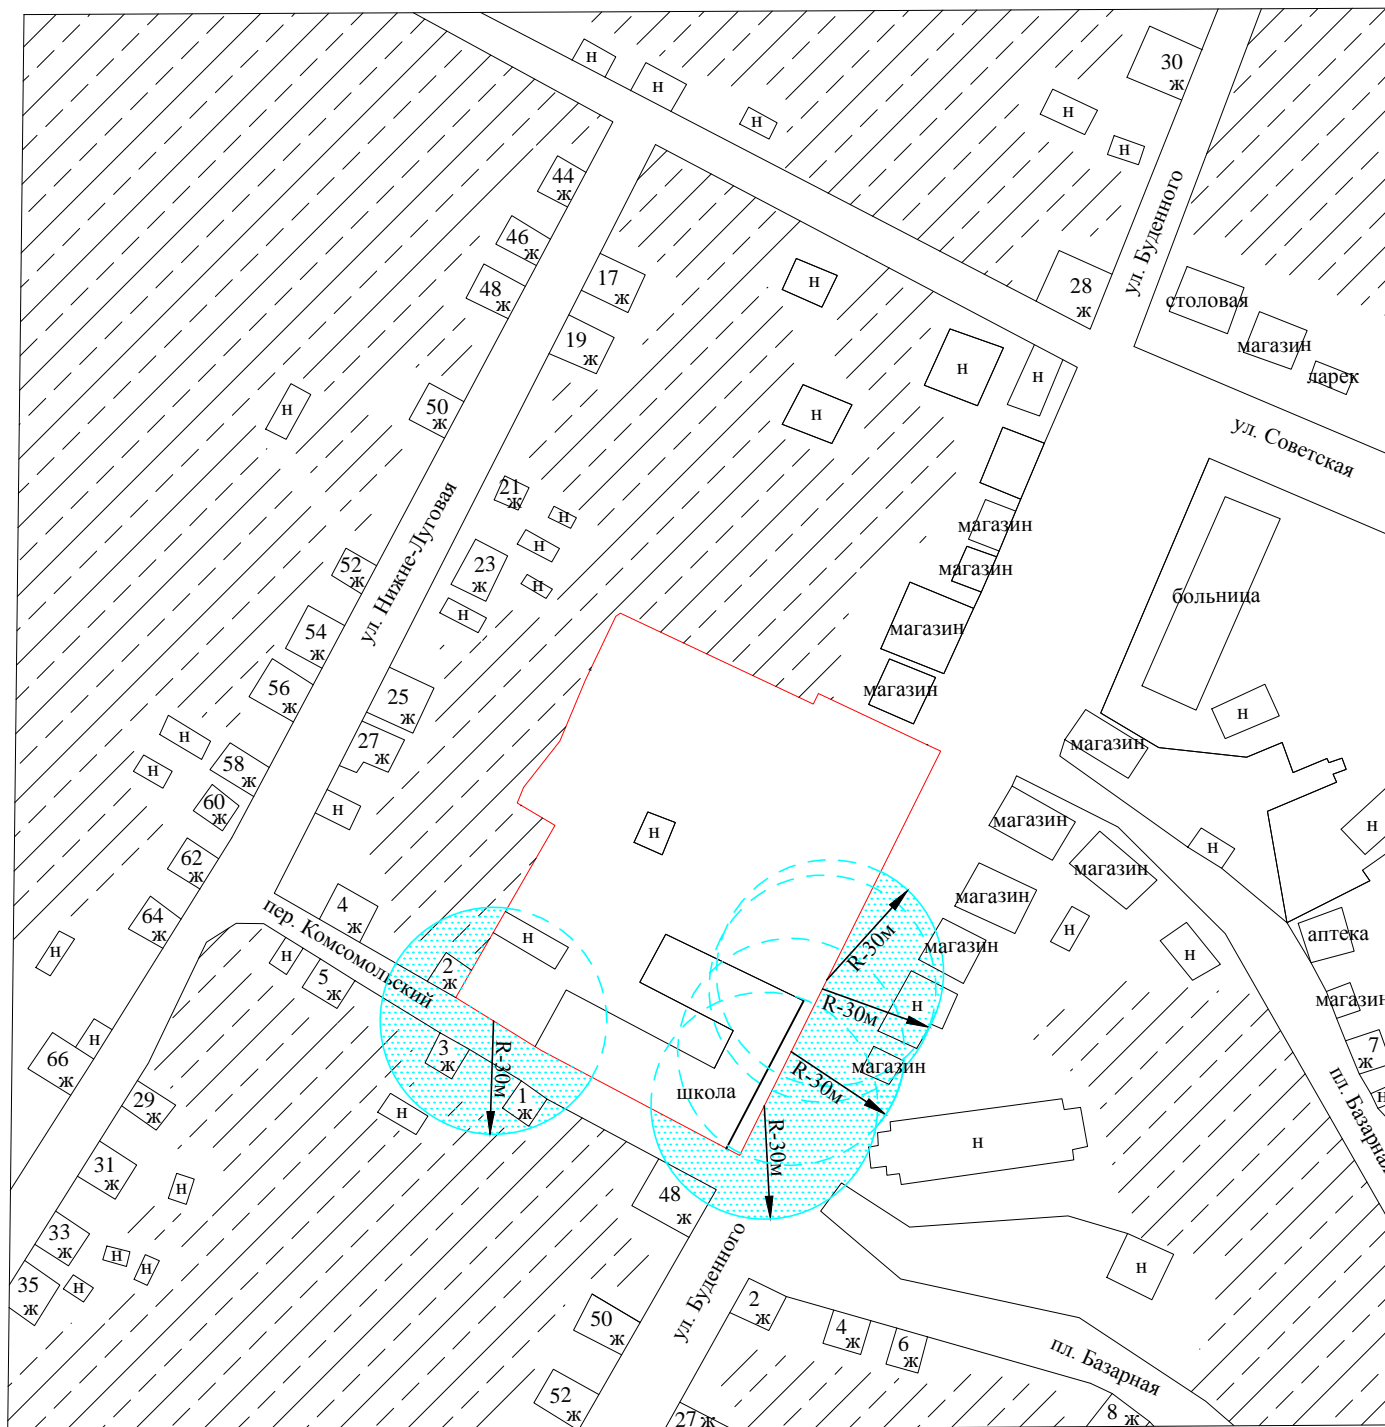 н
30
ж
н
н
н
н
44
ж
46
ж
48
ж
17
ж
19
ж
н
28
ж
ул. Буденного
столовая
магазин
ларек
н
н
н
50
ж
н
ул. Советская
21
ж
н
н
н
23
ж
н
магазин
магазин
магазин
магазин
больница
52
ж
ул. Нижне-Луговая
54
ж
56
ж
25
ж
27
ж
н
н
58
ж
60
ж
н
н
магазин
н
62
ж
64
ж
н
4
ж
пер. Комсомольский
н
5
ж
2
ж
н
магазин
магазин
н
н
магазин
н
н
аптека
магазин
R-30м
R-30м
R-30м
R-30м
R-30м
магазин
н
магазин
школа
3
ж
1
ж
н
н
66
ж
29
ж
31
ж
н
33
ж
н
н
35
ж
н
н
7
ж
н
пл. Базарная
48
ж
ул. Буденного
н
50
ж
52
ж
2
ж
4
ж
6
ж
пл. Базарная
27
ж
8
ж